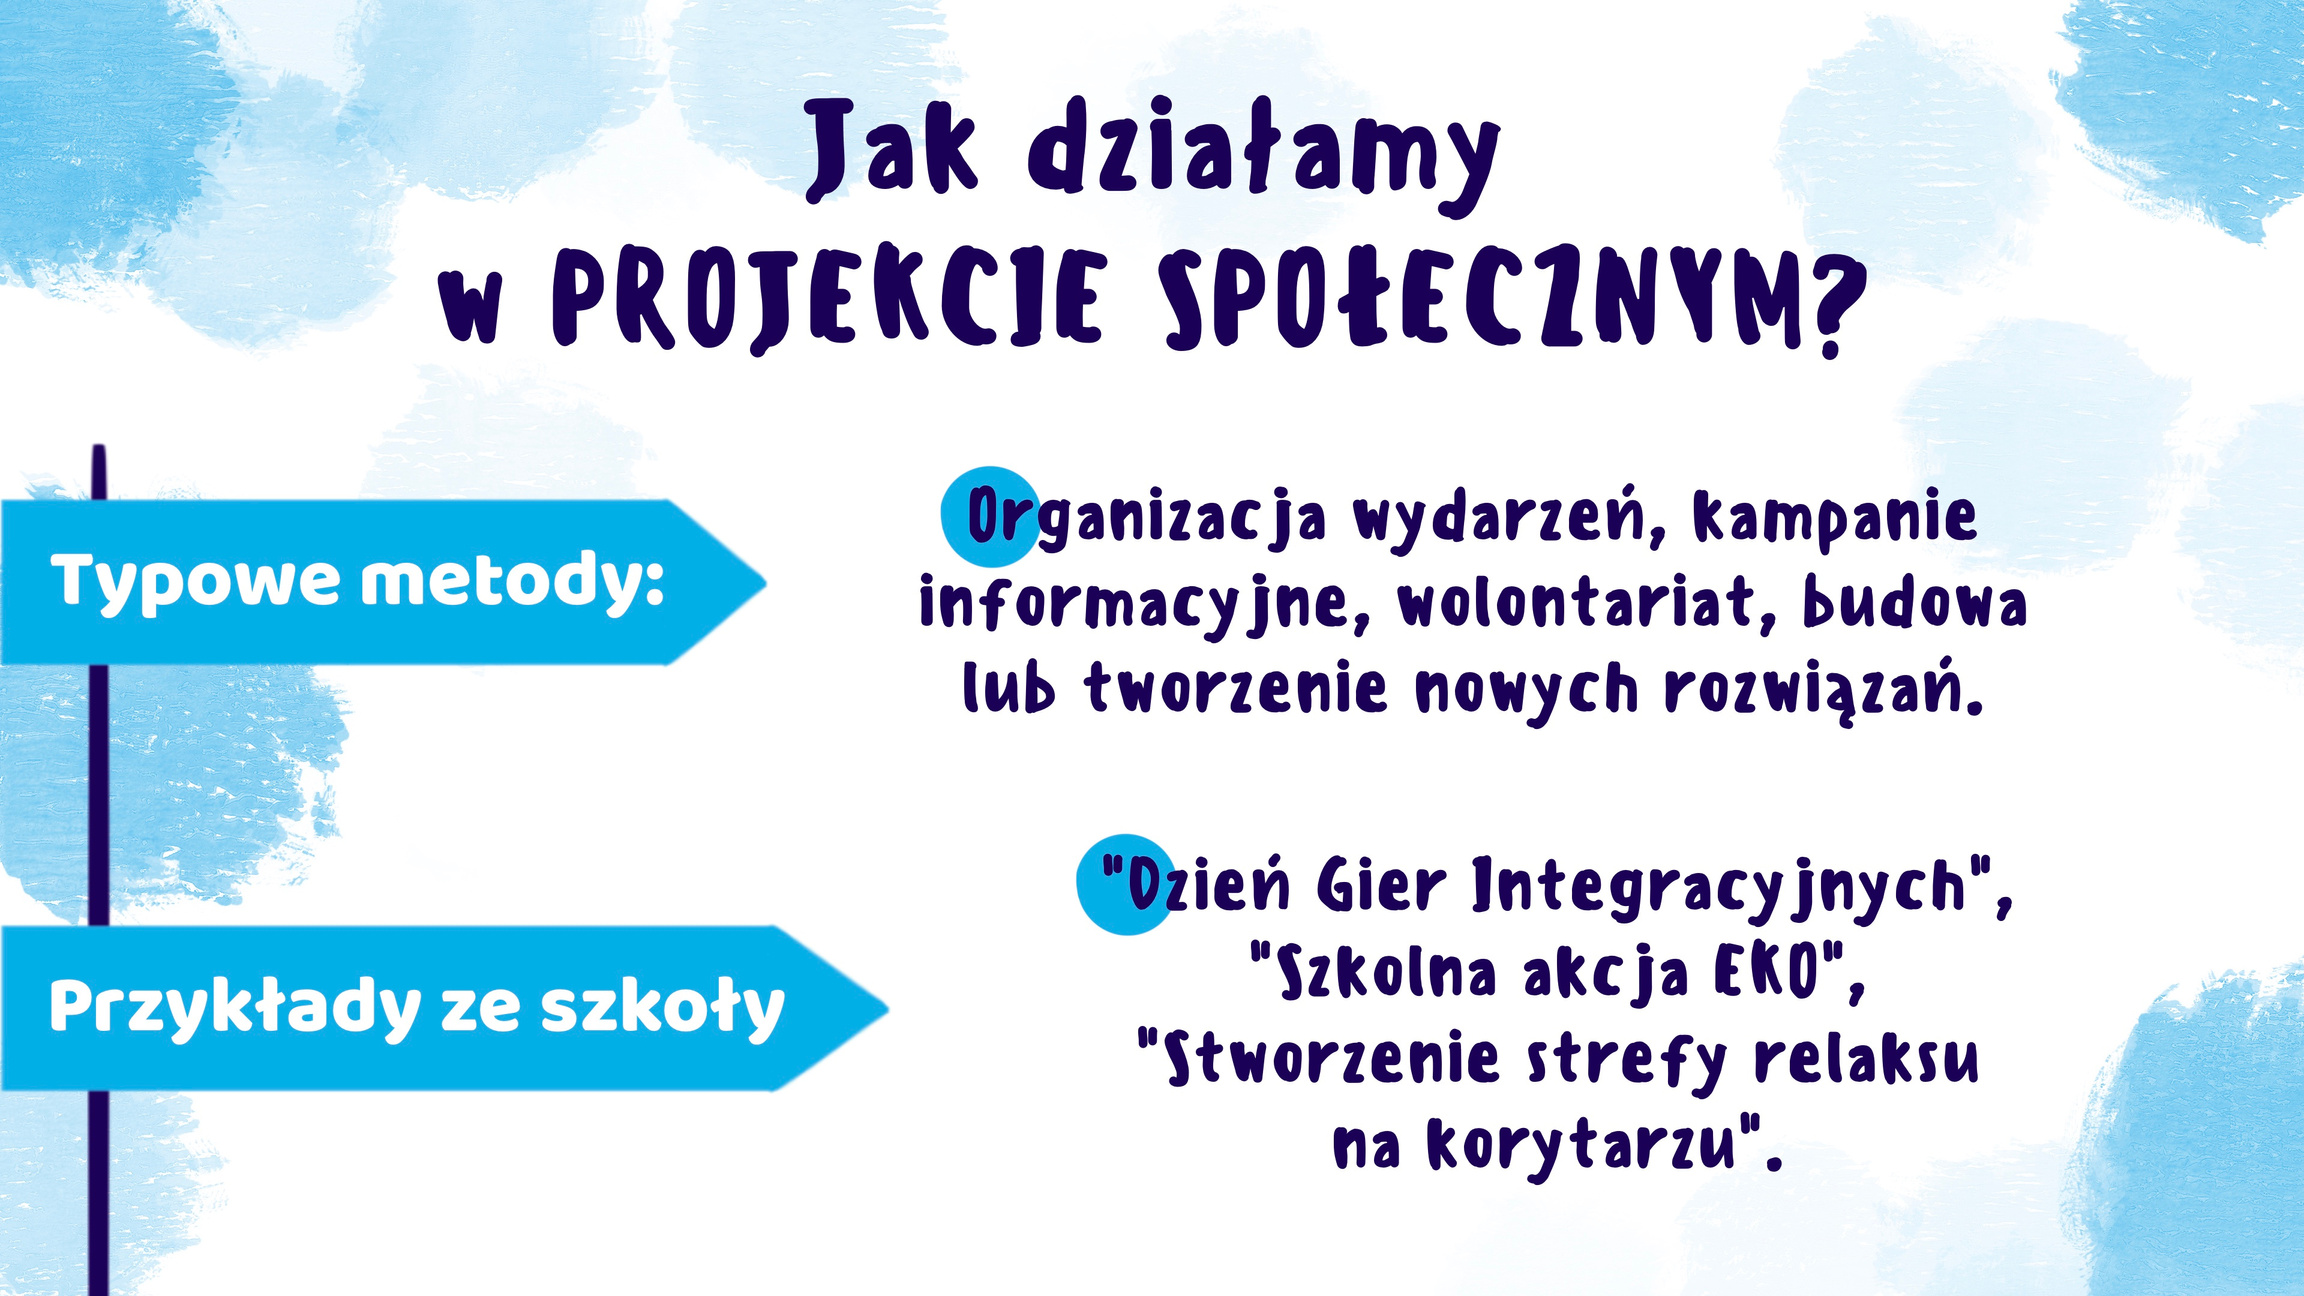 Jak działamy
w PROJEKCIE SPOŁECZNYM?
Typowe metody:
Organizacja wydarzeń, kampanie
informacyjne, wolontariat, budowa
lub tworzenie nowych rozwiązań.
Przykłady ze szkoły
"Dzień Gier Integracyjnych",
"Szkolna akcja EKO",
"Stworzenie strefy relaksu
na korytarzu".